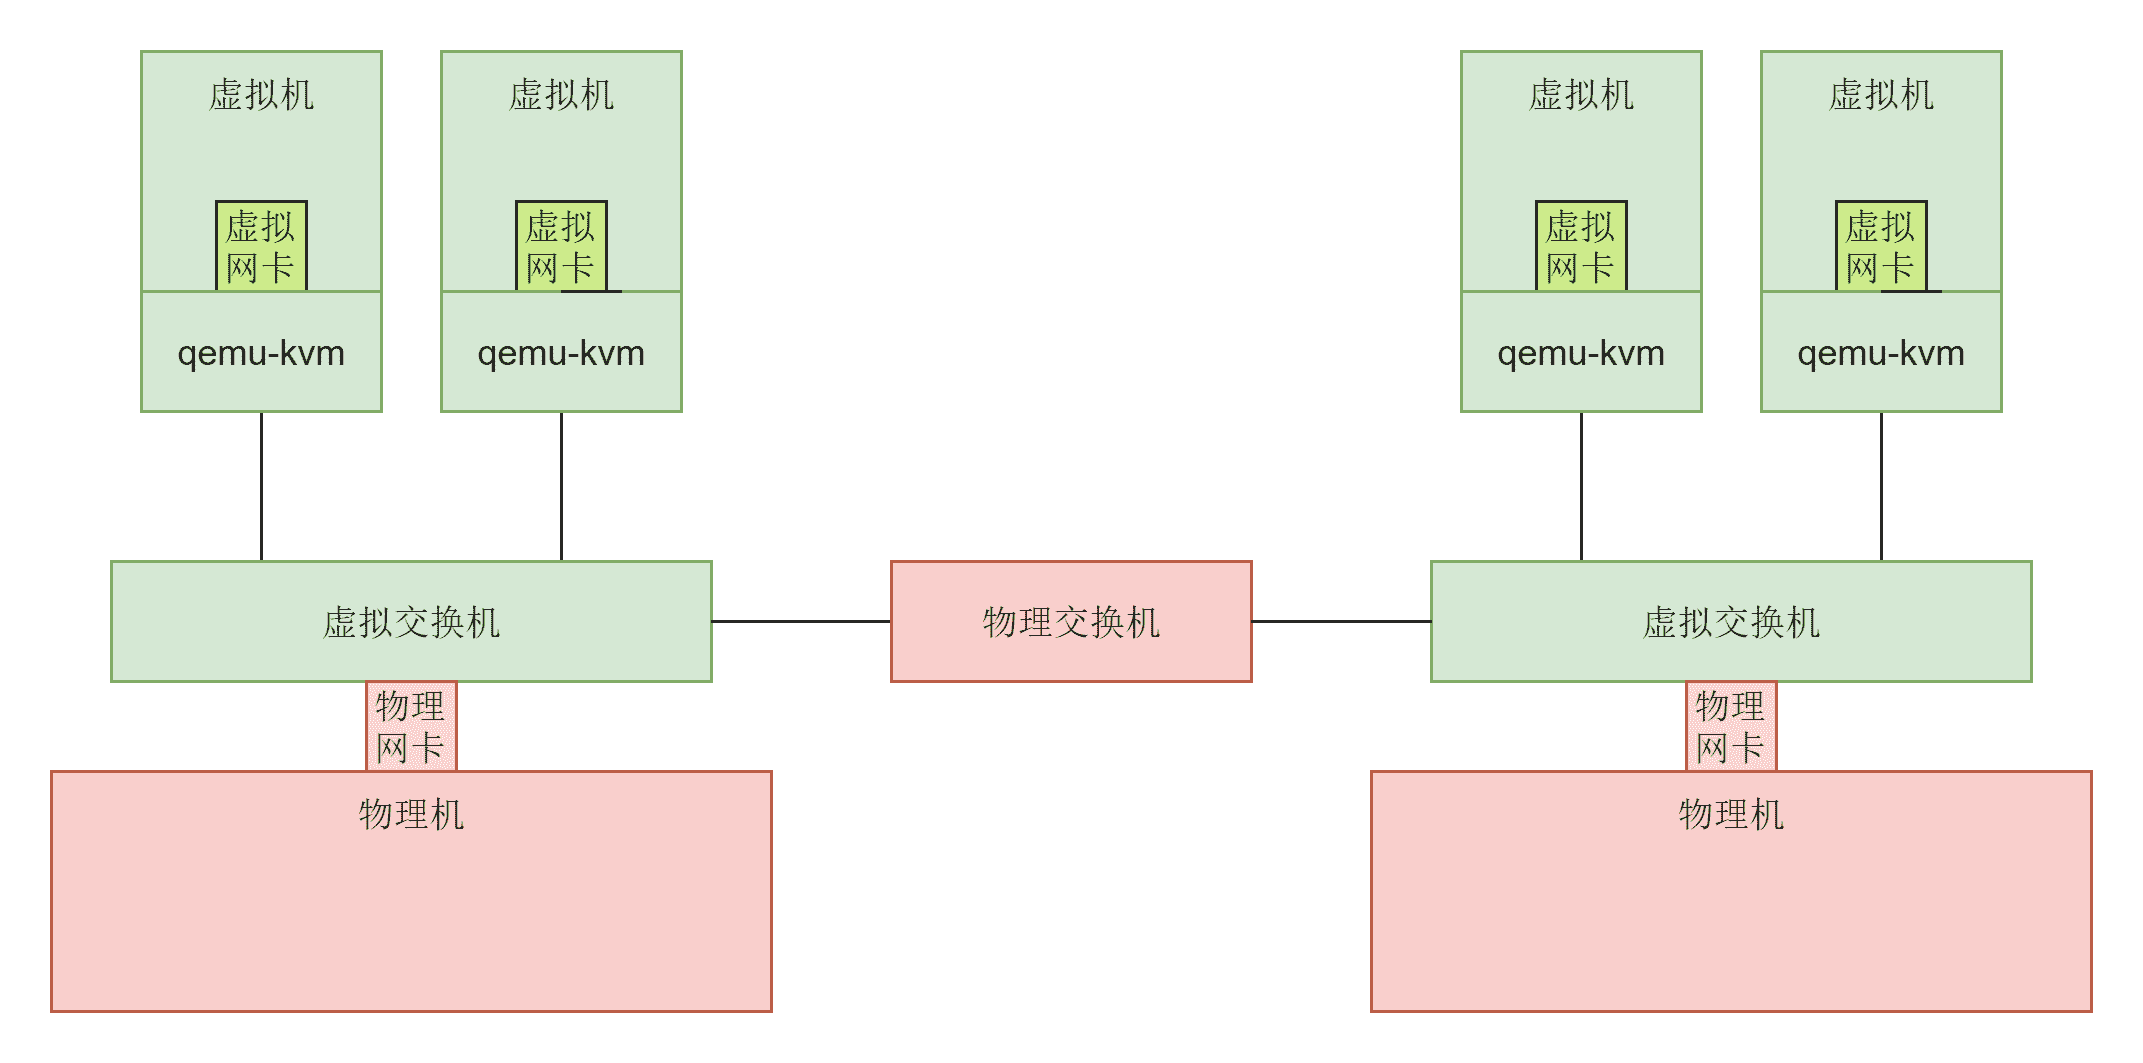 虚拟机
虚拟机
虚拟机
虚拟机
虚拟
网卡
虚拟
网卡
虚拟
网卡
虚拟
网卡
qemu-kvm
qemu-kvm
qemu-kvm
qemu-kvm
虚拟交换机
物理交换机
虚拟交换机
物理
网卡
物理
网卡
物理机
物理机